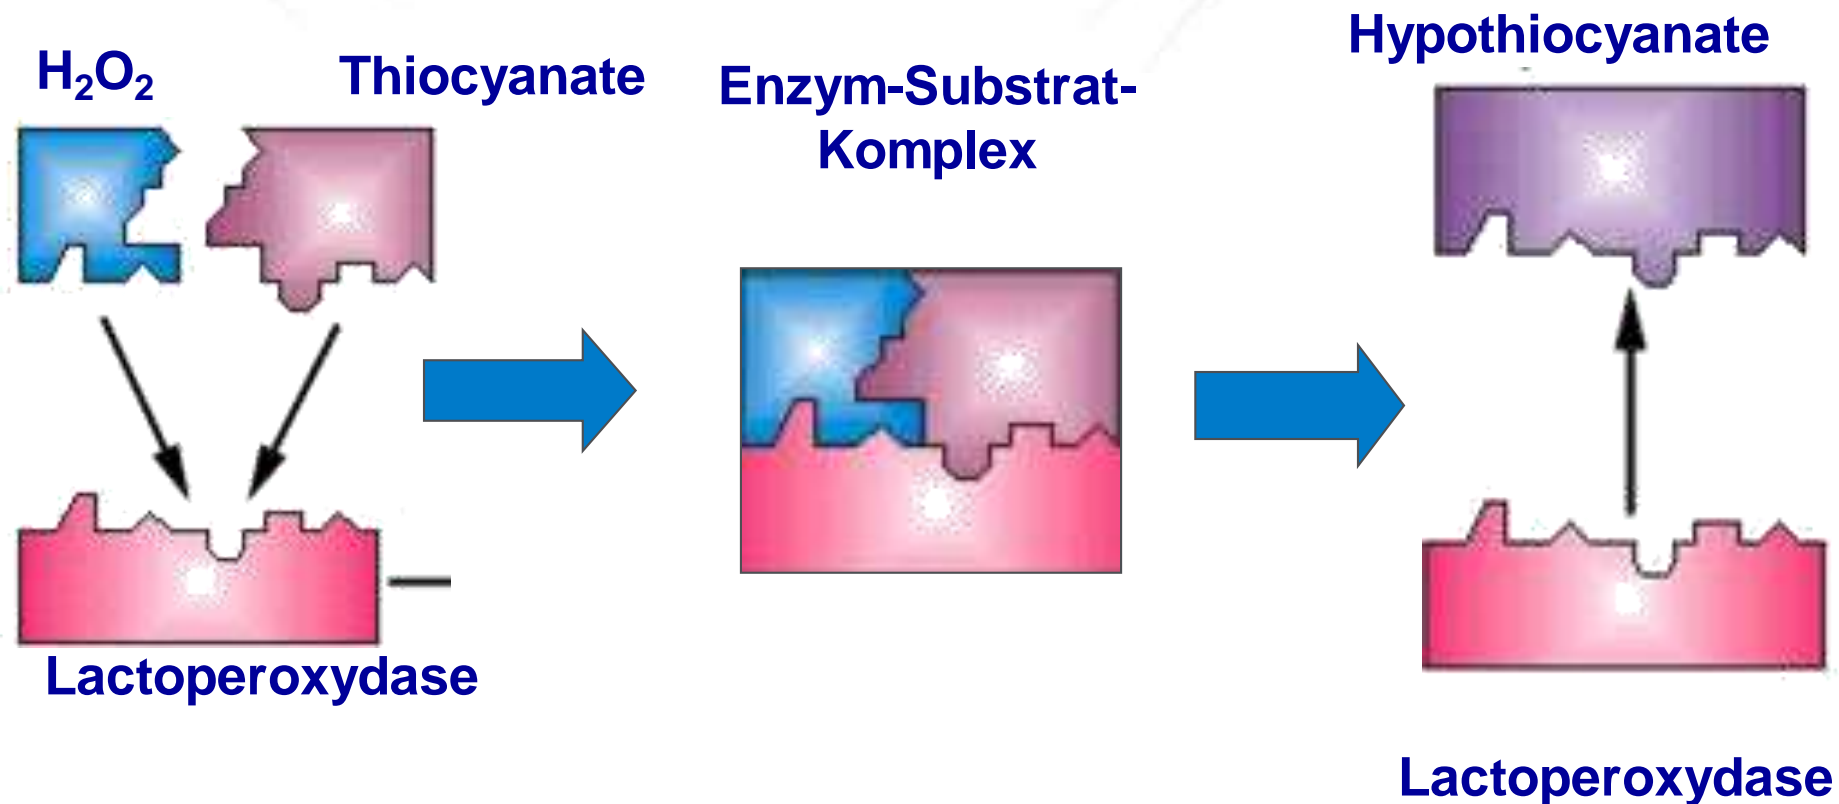 H₂O₂
Thiocyanate
Enzym-Substrat-
Komplex
Hypothiocyanate
Lactoperoxydase
Lactoperoxydase